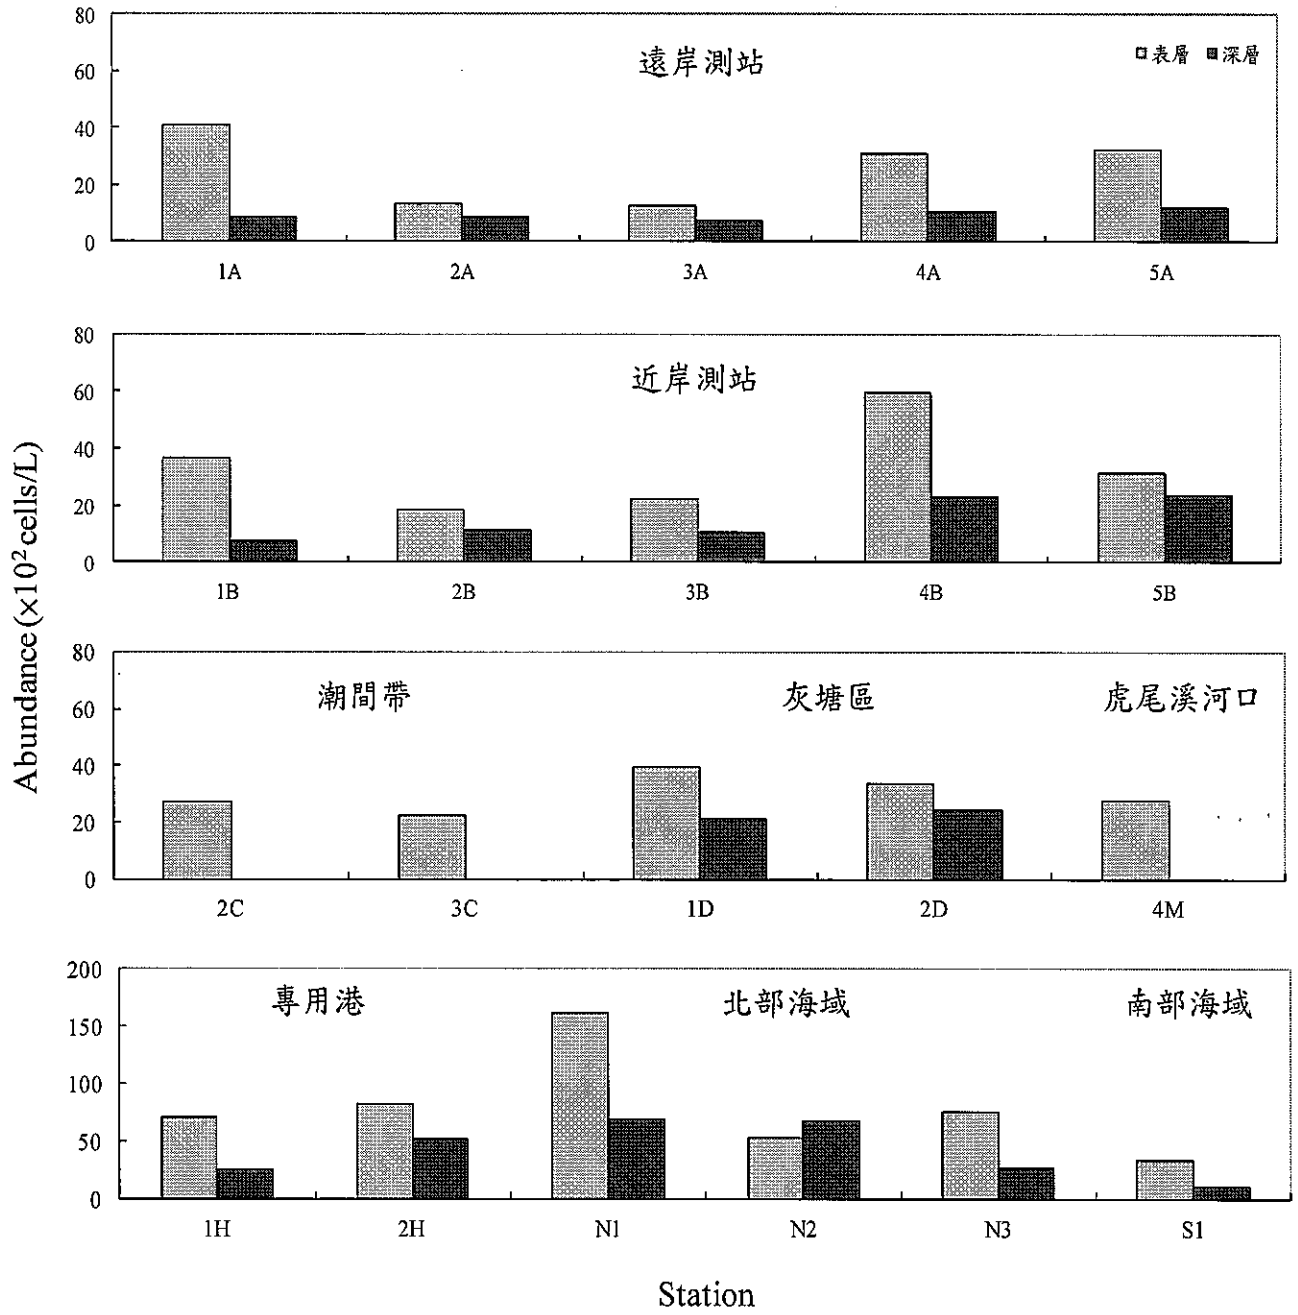 80
遠岸測站
表層 深層
60
40
20
0
1A 2A 3A 4A 5A
80
近岸測站
60
40
20
0
1B 2B 3B 4B 5B
Abundance(×10² cells/L)
80
潮間帶 灰塘區 虎尾溪河口
60
40
20
0
2C 3C 1D 2D 4M
200
專用港 北部海域 南部海域
150
100
50
0
1H 2H N1 N2 N3 S1
Station